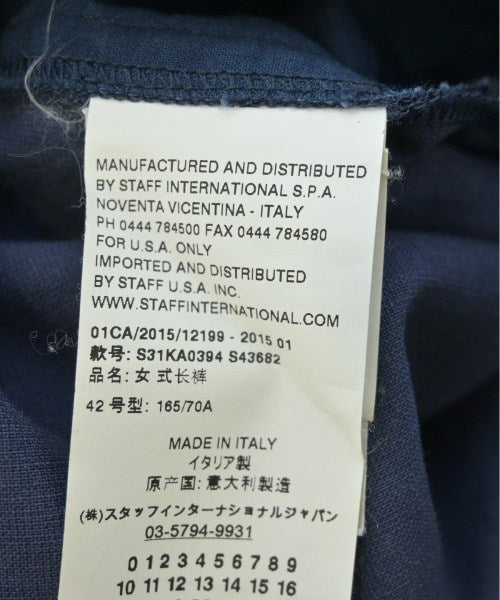 MANUFACTURED AND DISTRIBUTED
BY STAFF INTERNATIONAL S.P.A.
NOVENTA VICENTINA - ITALY
PH 0444 784500 FAX 0444 784580
FOR U.S.A. ONLY
IMPORTED AND DISTRIBUTED
BY STAFF U.S.A. INC.
WWW.STAFFINTERNATIONAL.COM
01CA/2015/12199 - 2015 01
款号: S31KA0394 S43682
品名: 女 式长裤
42 号型: 165/70A
MADE IN ITALY
イタリア製
原产国: 意大利製造
(株)スタッフインターナショナルジャパン
03-5794-9931
0 1 2 3 4 5 6 7 8 9
10 11 12 13 14 15 16